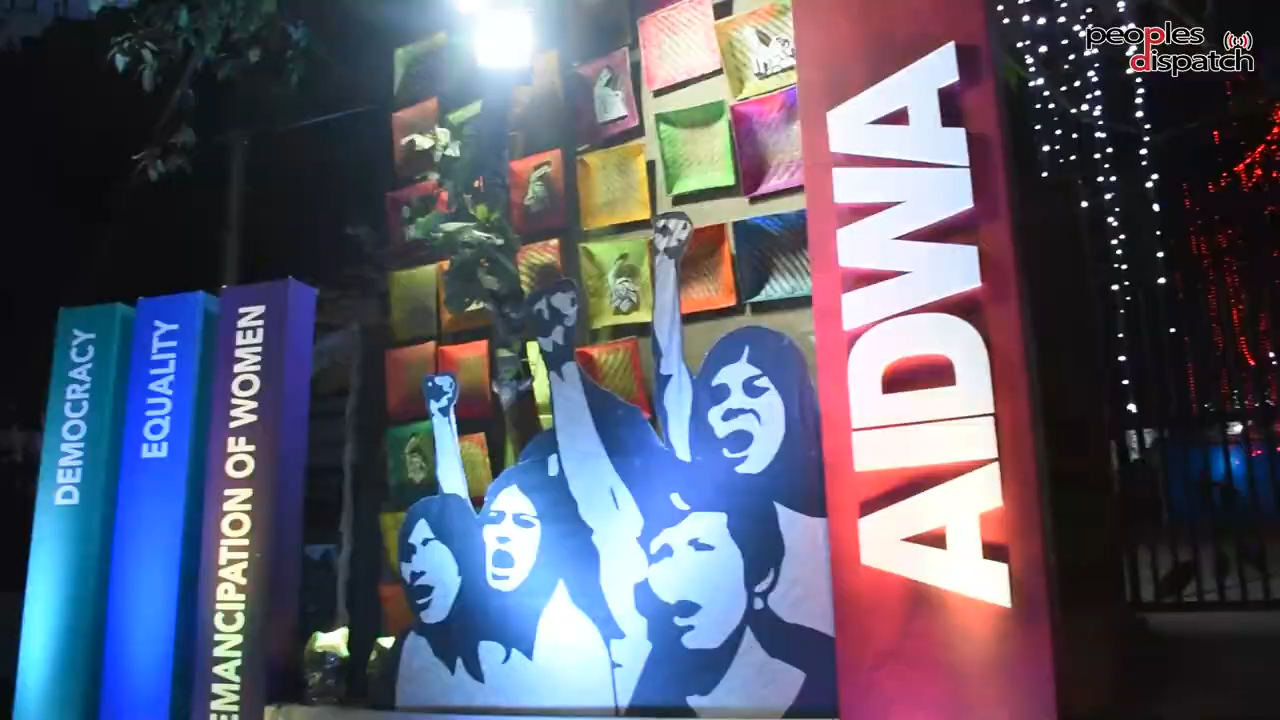 peoples
dispatch
DEMOCRACY
EQUALITY
EMANCIPATION OF WOMEN
AIDWA